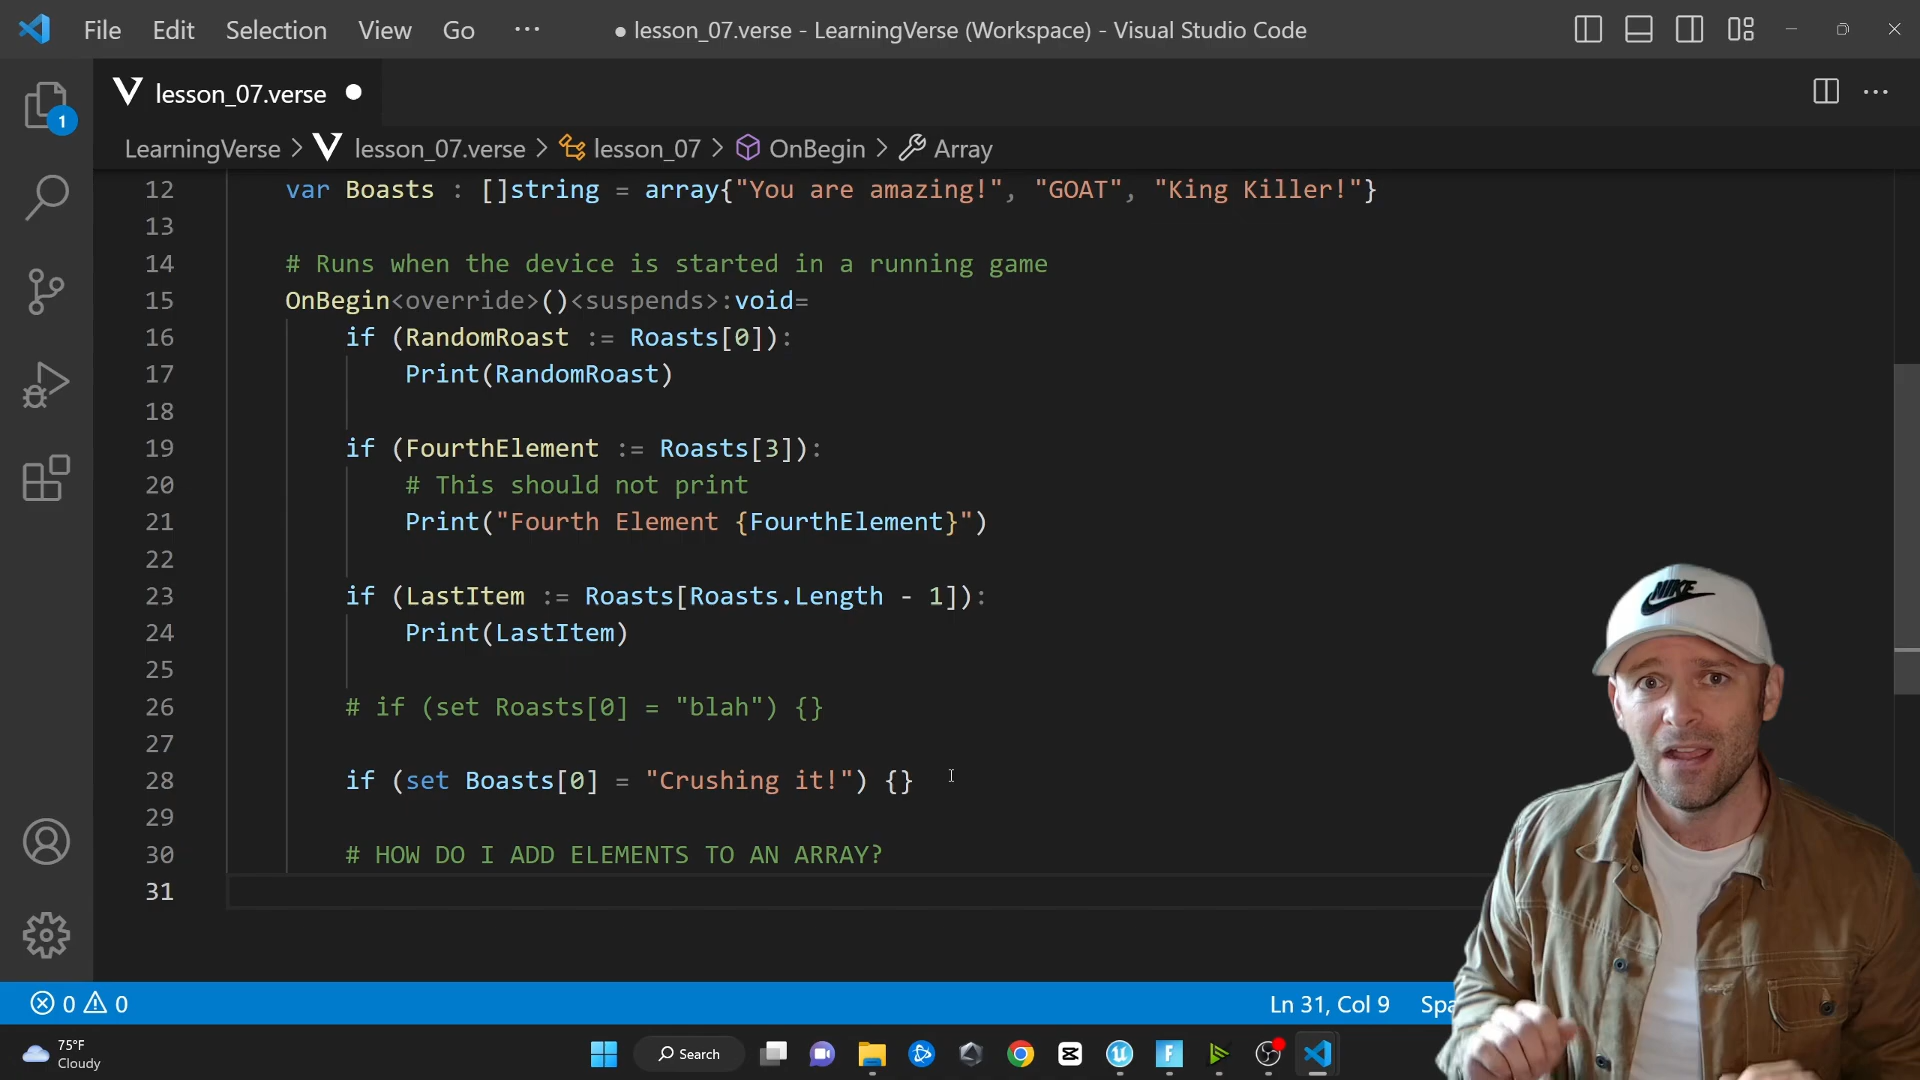 File Edit Selection View Go ··· ● lesson_07.verse - LearningVerse (Workspace) - Visual Studio Code
lesson_07.verse
1
LearningVerse > lesson_07.verse > lesson_07 > OnBegin > Array
12 var Boasts : []string = array{"You are amazing!", "GOAT", "King Killer!"}
13
14 # Runs when the device is started in a running game
15 OnBegin<override>()<suspends>:void=
16 if (RandomRoast := Roasts[0]):
17 Print(RandomRoast)
18
19 if (FourthElement := Roasts[3]):
20 # This should not print
21 Print("Fourth Element {FourthElement}")
22
23 if (LastItem := Roasts[Roasts.Length - 1]):
24 Print(LastItem)
25
26 # if (set Roasts[0] = "blah") {}
27
28 if (set Boasts[0] = "Crushing it!") {}
29
30 # HOW DO I ADD ELEMENTS TO AN ARRAY?
31
NIKE
0 0 Ln 31, Col 9 Spa
75°F
Cloudy
Search